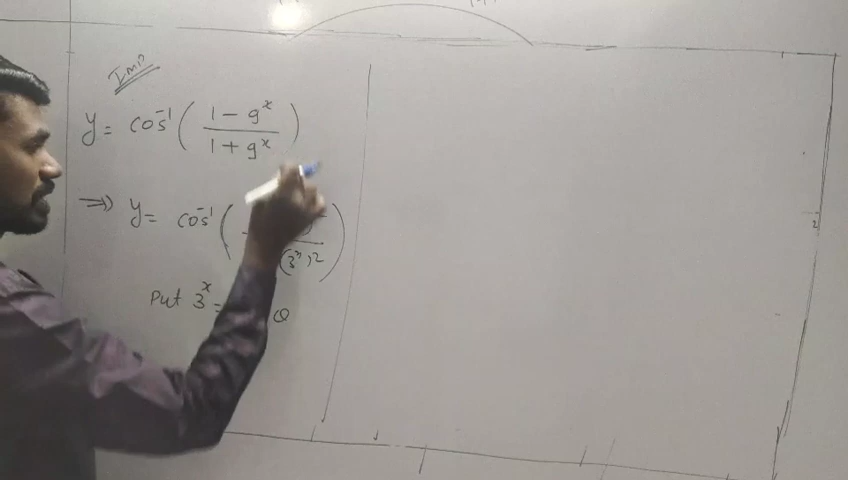 Imp
y = cos⁻¹ ( 1 - 9ˣ / 1 + 9ˣ )
⇒ y = cos⁻¹ ( (3ˣ)² )
Put 3ˣ = θ